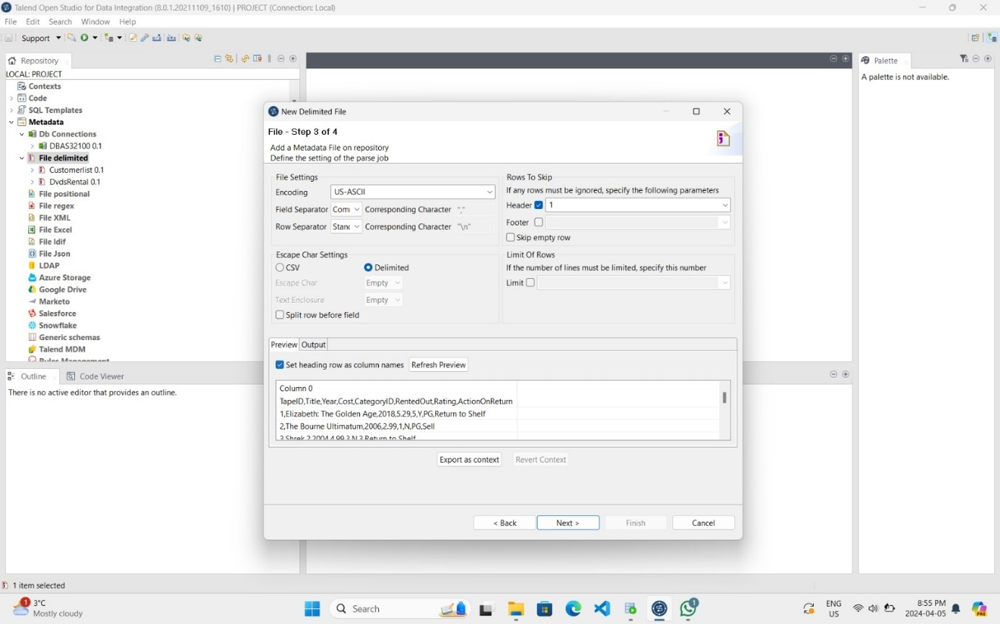 Talend Open Studio for Data Integration (8.0.1.20211109_1610) | PROJECT (Connection: Local)
File Edit Search Window Help
Support
Repository
LOCAL: PROJECT
Contexts
Code
SQL Templates
Metadata
Db Connections
DBAS32100 0.1
File delimited
Customerlist 0.1
DvdsRental 0.1
File positional
File regex
File XML
File Excel
File ldif
File Json
LDAP
Azure Storage
Google Drive
Marketo
Salesforce
Snowflake
Generic schemas
Talend MDM
Rules Management
Outline
Code Viewer
There is no active editor that provides an outline.
Palette
A palette is not available.
New Delimited File
File - Step 3 of 4
Add a Metadata File on repository
Define the setting of the parse job
File Settings
Encoding US-ASCII
Field Separator Com Corresponding Character ","
Row Separator Stand Corresponding Character "\n"
Rows To Skip
If any rows must be ignored, specify the following parameters
Header 1
Footer
Skip empty row
Escape Char Settings
CSV Delimited
Escape Char Empty
Text Enclosure Empty
Split row before field
Limit Of Rows
If the number of lines must be limited, specify this number
Limit
Preview Output
Set heading row as column names Refresh Preview
Column 0
TapeID,Title,Year,Cost,CategoryID,RentedOut,Rating,ActionOnReturn
1,Elizabeth: The Golden Age,2018,5.29,5,Y,PG,Return to Shelf
2,The Bourne Ultimatum,2006,2.99,1,N,PG,Sell
3,Shrek 2,2004,4.99,3,N,3,Return to Shelf
Export as context Revert Context
< Back Next > Finish Cancel
1 item selected
1
3°C
Mostly cloudy
Search
1
ENG
US
8:55 PM
2024-04-05
PRE